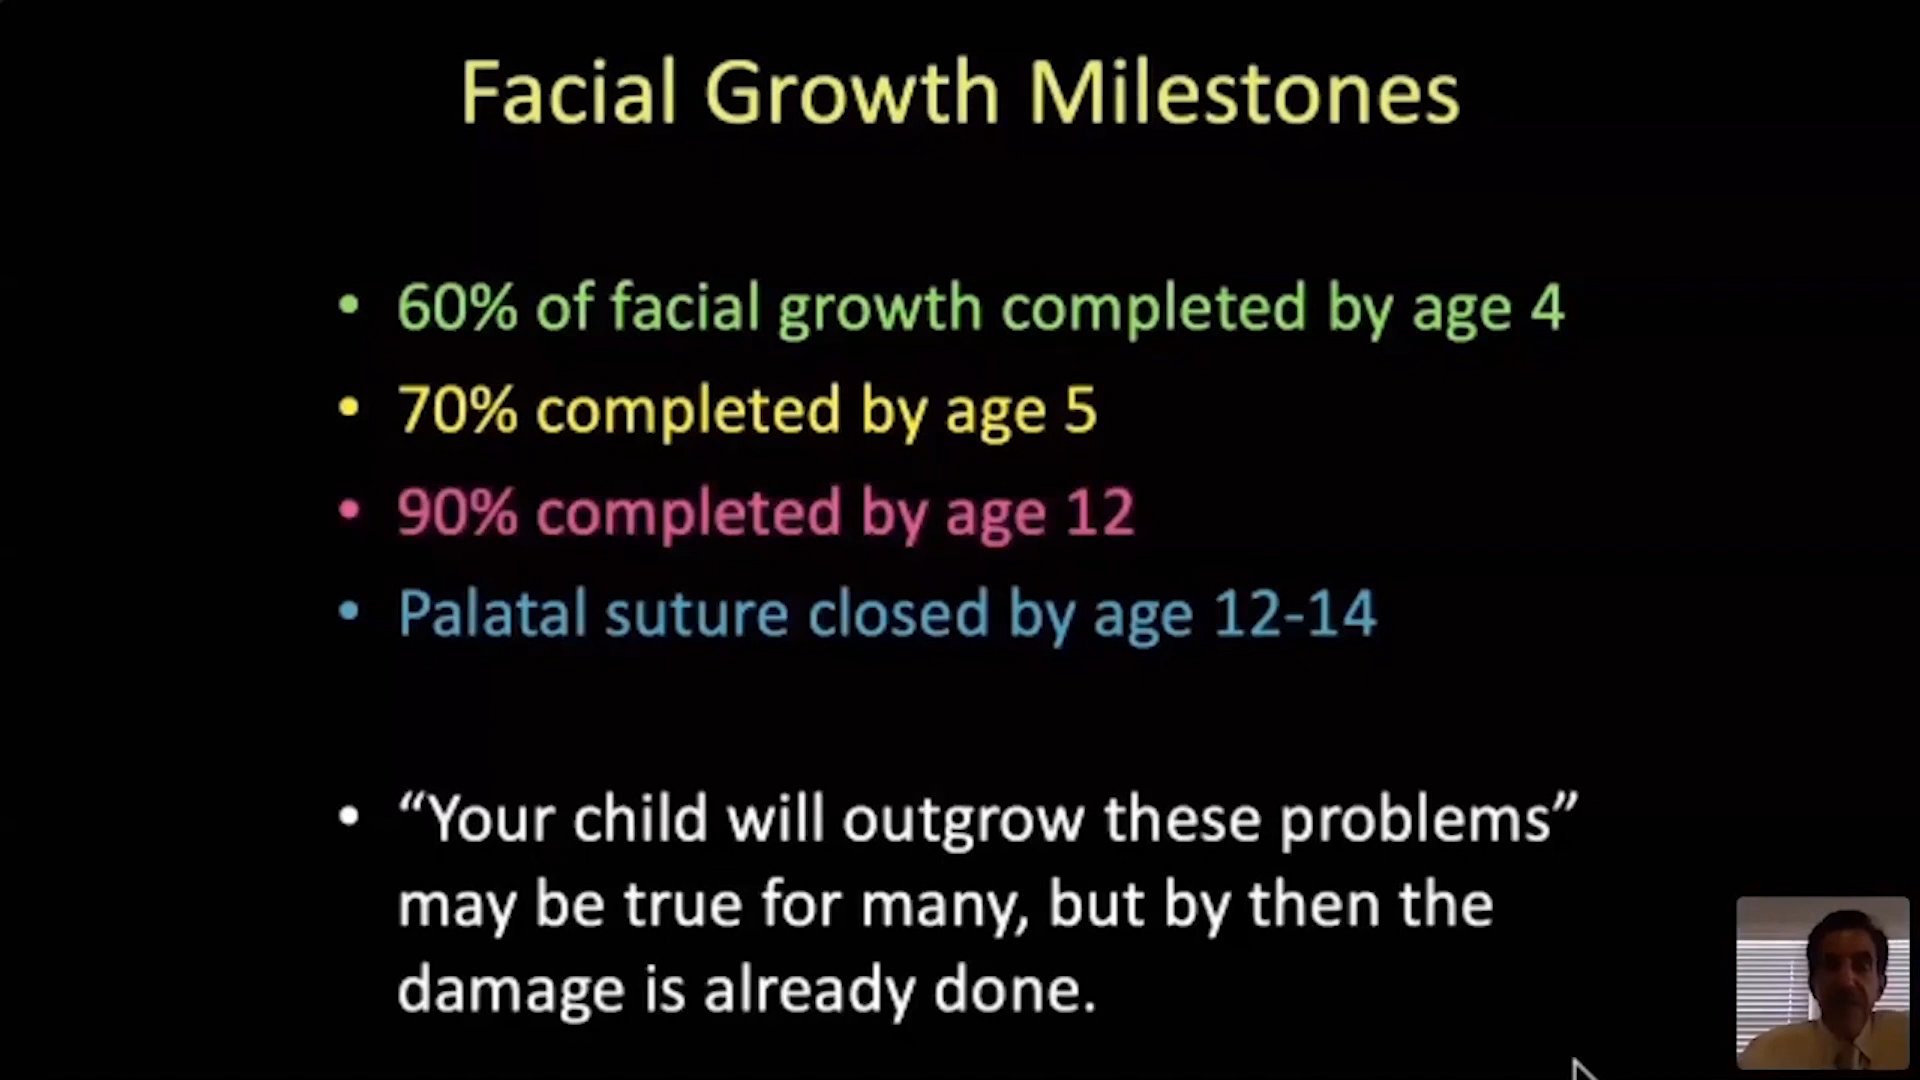 Facial Growth Milestones
• 60% of facial growth completed by age 4
• 70% completed by age 5
• 90% completed by age 12
• Palatal suture closed by age 12-14
• “Your child will outgrow these problems”
may be true for many, but by then the
damage is already done.